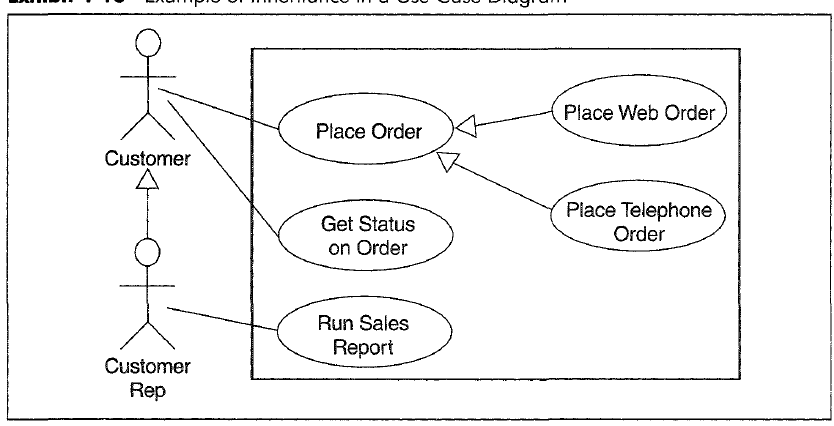 Example of Inheritance in a Use Case Diagram
Customer
Place Order
Place Web Order
Get Status
on Order
Place Telephone
Order
Customer
Rep
Run Sales
Report